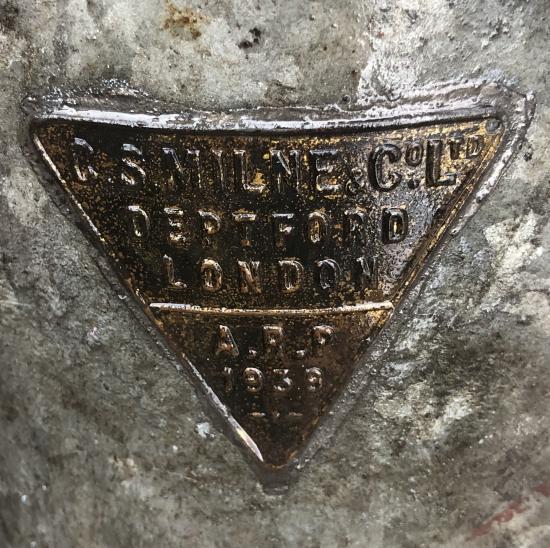 C.S.MILNE & Co. LTD
DEPTFORD
LONDON
A.R.P
1939